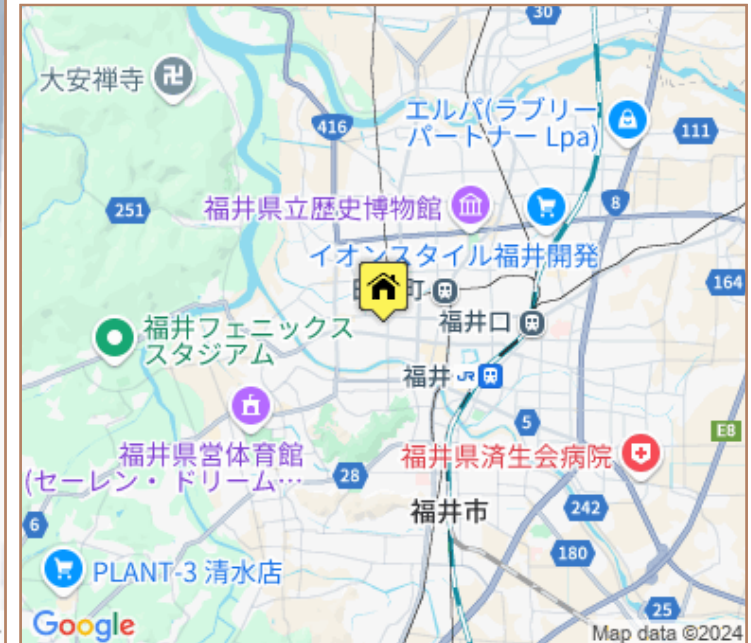 30
大安禅寺
416
エルパ(ラブリー
パートナー Lpa)
111
251
福井県立歴史博物館
8
イオンスタイル福井開発
町
164
福井口
福井フェニックス
スタジアム
福井 JR
5
E8
福井県営体育館
(セーレン・ドリーム…
28
福井県済生会病院
6
福井市
242
180
PLANT-3 清水店
25
Google
Map data ©2024